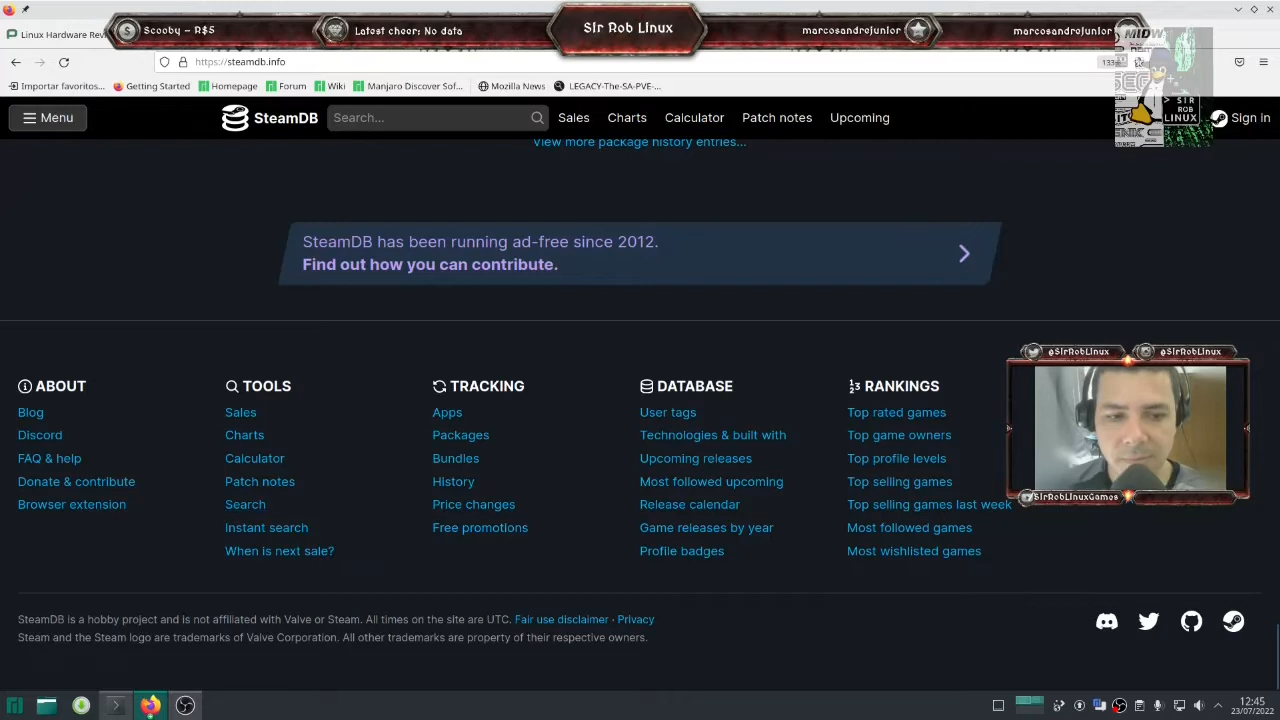 Linux Hardware Rev
Scooby - R$5
Latest cheer: No data
Sir Rob Linux
marcosandrejunior
marcosandrejunior
https://steamdb.info
133%
Importar favoritos...
Getting Started
Homepage
Forum
Wiki
Manjaro Discover Sof...
Mozilla News
LEGACY-The-SA-PVE-...
Menu
SteamDB
Search...
Sales
Charts
Calculator
Patch notes
Upcoming
> SIR
ROB
LINUX
Sign in
View more package history entries...
SteamDB has been running ad-free since 2012.
Find out how you can contribute.
ABOUT
Blog
Discord
FAQ & help
Donate & contribute
Browser extension
TOOLS
Sales
Charts
Calculator
Patch notes
Search
Instant search
When is next sale?
TRACKING
Apps
Packages
Bundles
History
Price changes
Free promotions
DATABASE
User tags
Technologies & built with
Upcoming releases
Most followed upcoming
Release calendar
Game releases by year
Profile badges
RANKINGS
Top rated games
Top game owners
Top profile levels
Top selling games
Top selling games last week
Most followed games
Most wishlisted games
@SirRobLinux
@SirRobLinux
SirRobLinuxGames
SteamDB is a hobby project and is not affiliated with Valve or Steam. All times on the site are UTC. Fair use disclaimer · Privacy
Steam and the Steam logo are trademarks of Valve Corporation. All other trademarks are property of their respective owners.
12:45
23/07/2022